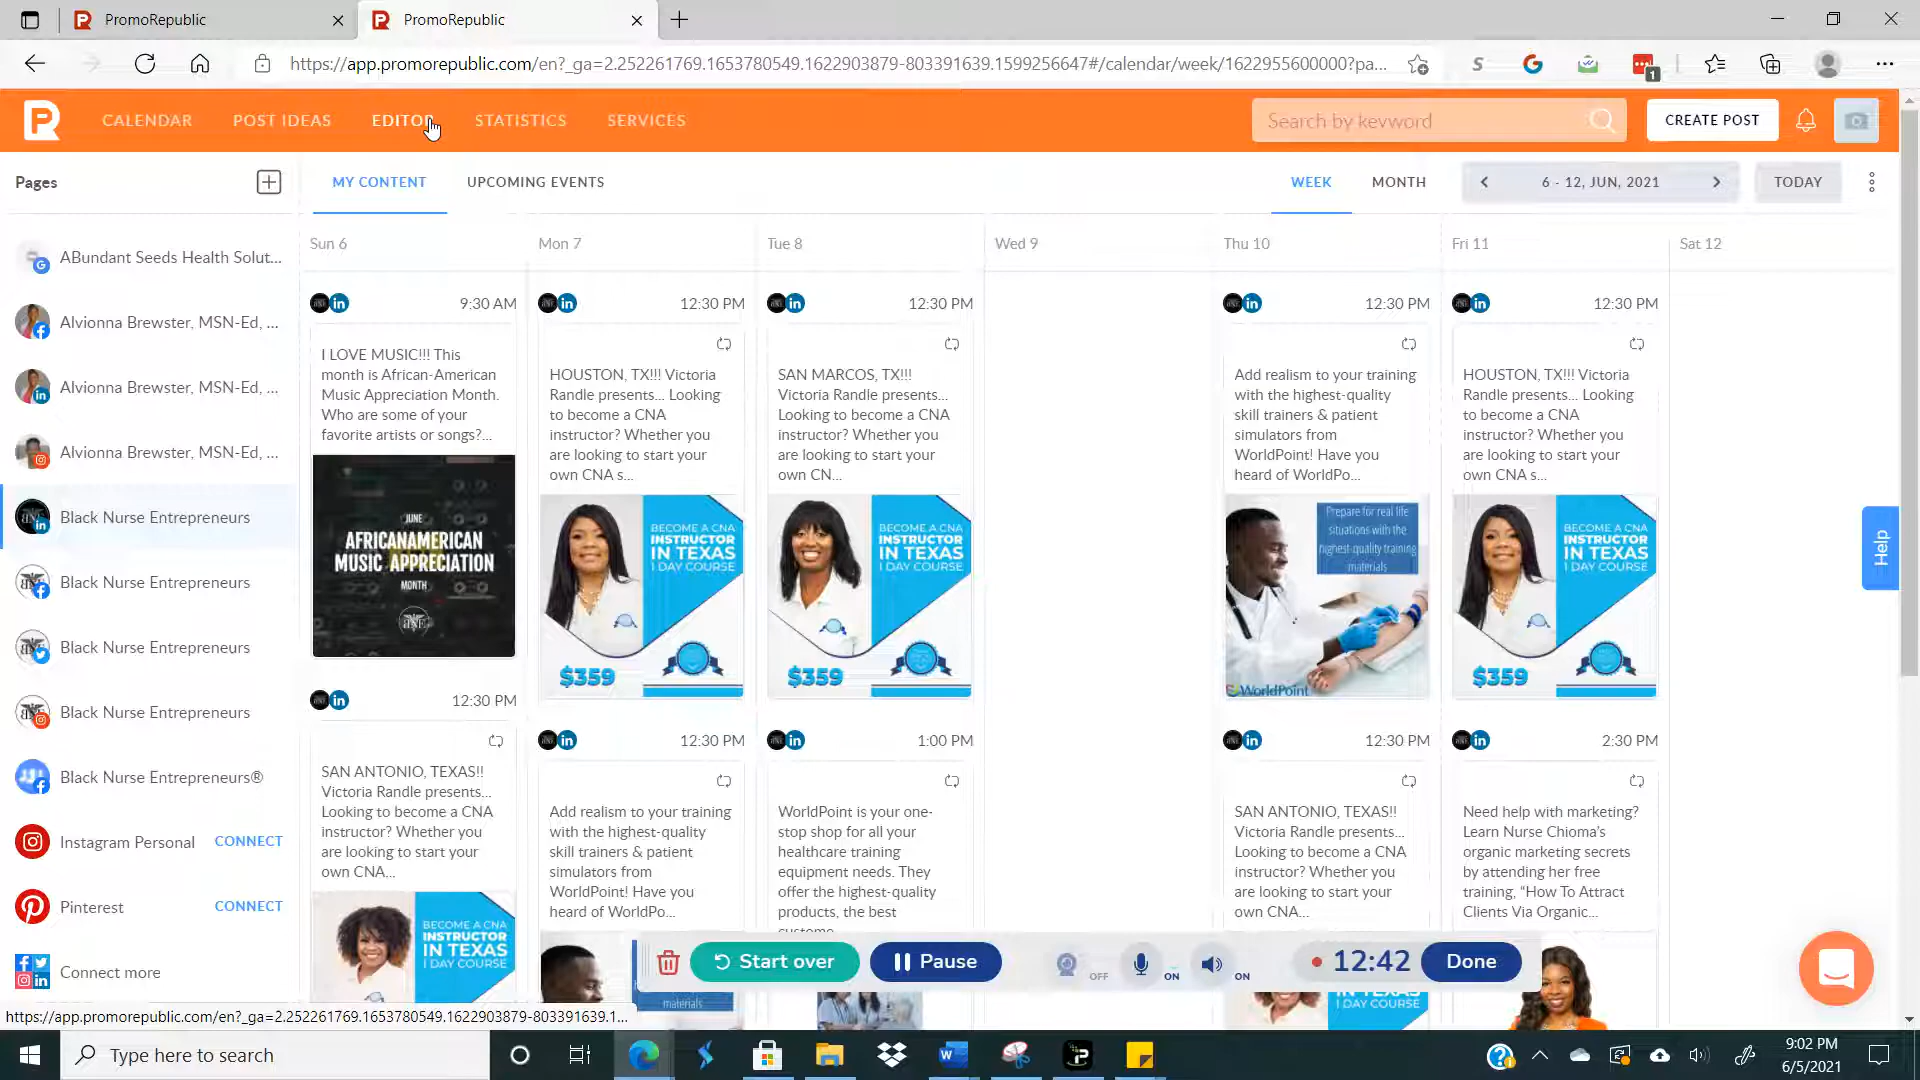 PromoRepublic
PromoRepublic
https://app.promorepublic.com/en?_ga=2.252261769.1653780549.1622903879-803391639.1599256647#/calendar/week/1622955600000?pa...
CALENDAR
POST IDEAS
EDITOR
STATISTICS
SERVICES
Search by keyword
CREATE POST
Pages
MY CONTENT
UPCOMING EVENTS
WEEK
MONTH
6 - 12, JUN, 2021
TODAY
ABundant Seeds Health Solut...
Alvionna Brewster, MSN-Ed, ...
Alvionna Brewster, MSN-Ed, ...
Alvionna Brewster, MSN-Ed, ...
Black Nurse Entrepreneurs
Black Nurse Entrepreneurs
Black Nurse Entrepreneurs
Black Nurse Entrepreneurs
Black Nurse Entrepreneurs®
Instagram Personal
CONNECT
Pinterest
CONNECT
Connect more
Sun 6
9:30 AM
I LOVE MUSIC!!! This
month is African-American
Music Appreciation Month.
Who are some of your
favorite artists or songs?...
JUNE
AFRICANAMERICAN
MUSIC APPRECIATION
MONTH
BNE
12:30 PM
SAN ANTONIO, TEXAS!!
Victoria Randle presents...
Looking to become a CNA
instructor? Whether you
are looking to start your
own CNA...
BECOME A CNA
INSTRUCTOR
IN TEXAS
1 DAY COURSE
Mon 7
12:30 PM
HOUSTON, TX!!! Victoria
Randle presents... Looking
to become a CNA
instructor? Whether you
are looking to start your
own CNA s...
BECOME A CNA
INSTRUCTOR
IN TEXAS
1 DAY COURSE
$359
12:30 PM
Add realism to your training
with the highest-quality
skill trainers & patient
simulators from
WorldPoint! Have you
heard of WorldPo...
materials
Tue 8
12:30 PM
SAN MARCOS, TX!!!
Victoria Randle presents...
Looking to become a CNA
instructor? Whether you
are looking to start your
own CN...
BECOME A CNA
INSTRUCTOR
IN TEXAS
1 DAY COURSE
$359
1:00 PM
WorldPoint is your one-
stop shop for all your
healthcare training
equipment needs. They
offer the highest-quality
products, the best
custome...
Wed 9
Thu 10
12:30 PM
Add realism to your training
with the highest-quality
skill trainers & patient
simulators from
WorldPoint! Have you
heard of WorldPo...
Prepare for real life
situations with the
highest-quality training
materials
WorldPoint
12:30 PM
SAN ANTONIO, TEXAS!!
Victoria Randle presents...
Looking to become a CNA
instructor? Whether you
are looking to start your
own CNA...
IN TEXAS
1 DAY COURSE
Fri 11
12:30 PM
HOUSTON, TX!!! Victoria
Randle presents... Looking
to become a CNA
instructor? Whether you
are looking to start your
own CNA s...
BECOME A CNA
INSTRUCTOR
IN TEXAS
1 DAY COURSE
$359
2:30 PM
Need help with marketing?
Learn Nurse Chioma's
organic marketing secrets
by attending her free
training, "How To Attract
Clients Via Organic...
Sat 12
Help
Start over
Pause
OFF
ON
ON
12:42
Done
https://app.promorepublic.com/en?_ga=2.252261769.1653780549.1622903879-803391639.1...
Type here to search
9:02 PM
6/5/2021